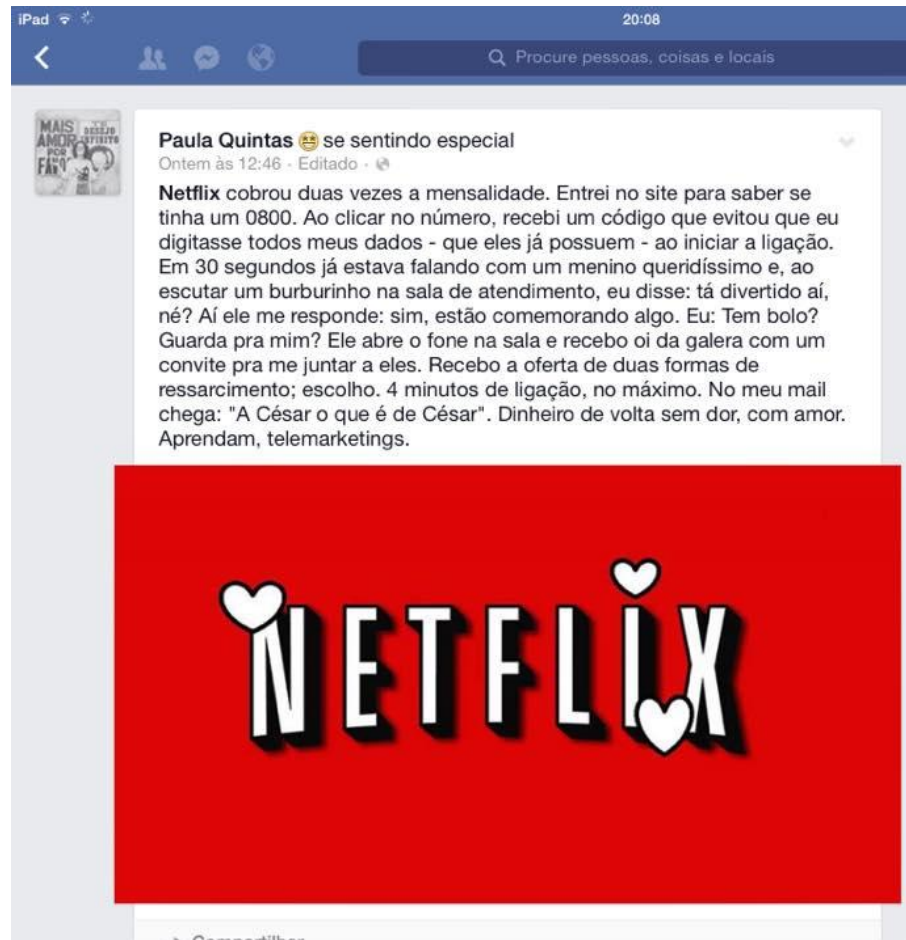 iPad 20:08
Procure pessoas, coisas e locais
MAIS
AMOR
POR
FAVOR
DESEJO
INFINITO
Paula Quintas se sentindo especial
Ontem às 12:46 · Editado ·
Netflix cobrou duas vezes a mensalidade. Entrei no site para saber se
tinha um 0800. Ao clicar no número, recebi um código que evitou que eu
digitasse todos meus dados - que eles já possuem - ao iniciar a ligação.
Em 30 segundos já estava falando com um menino queridíssimo e, ao
escutar um burburinho na sala de atendimento, eu disse: tá divertido aí,
né? Aí ele me responde: sim, estão comemorando algo. Eu: Tem bolo?
Guarda pra mim? Ele abre o fone na sala e recebo oi da galera com um
convite pra me juntar a eles. Recebo a oferta de duas formas de
ressarcimento; escolho. 4 minutos de ligação, no máximo. No meu mail
chega: "A César o que é de César". Dinheiro de volta sem dor, com amor.
Aprendam, telemarketings.
NETFLiX
Compartilhar